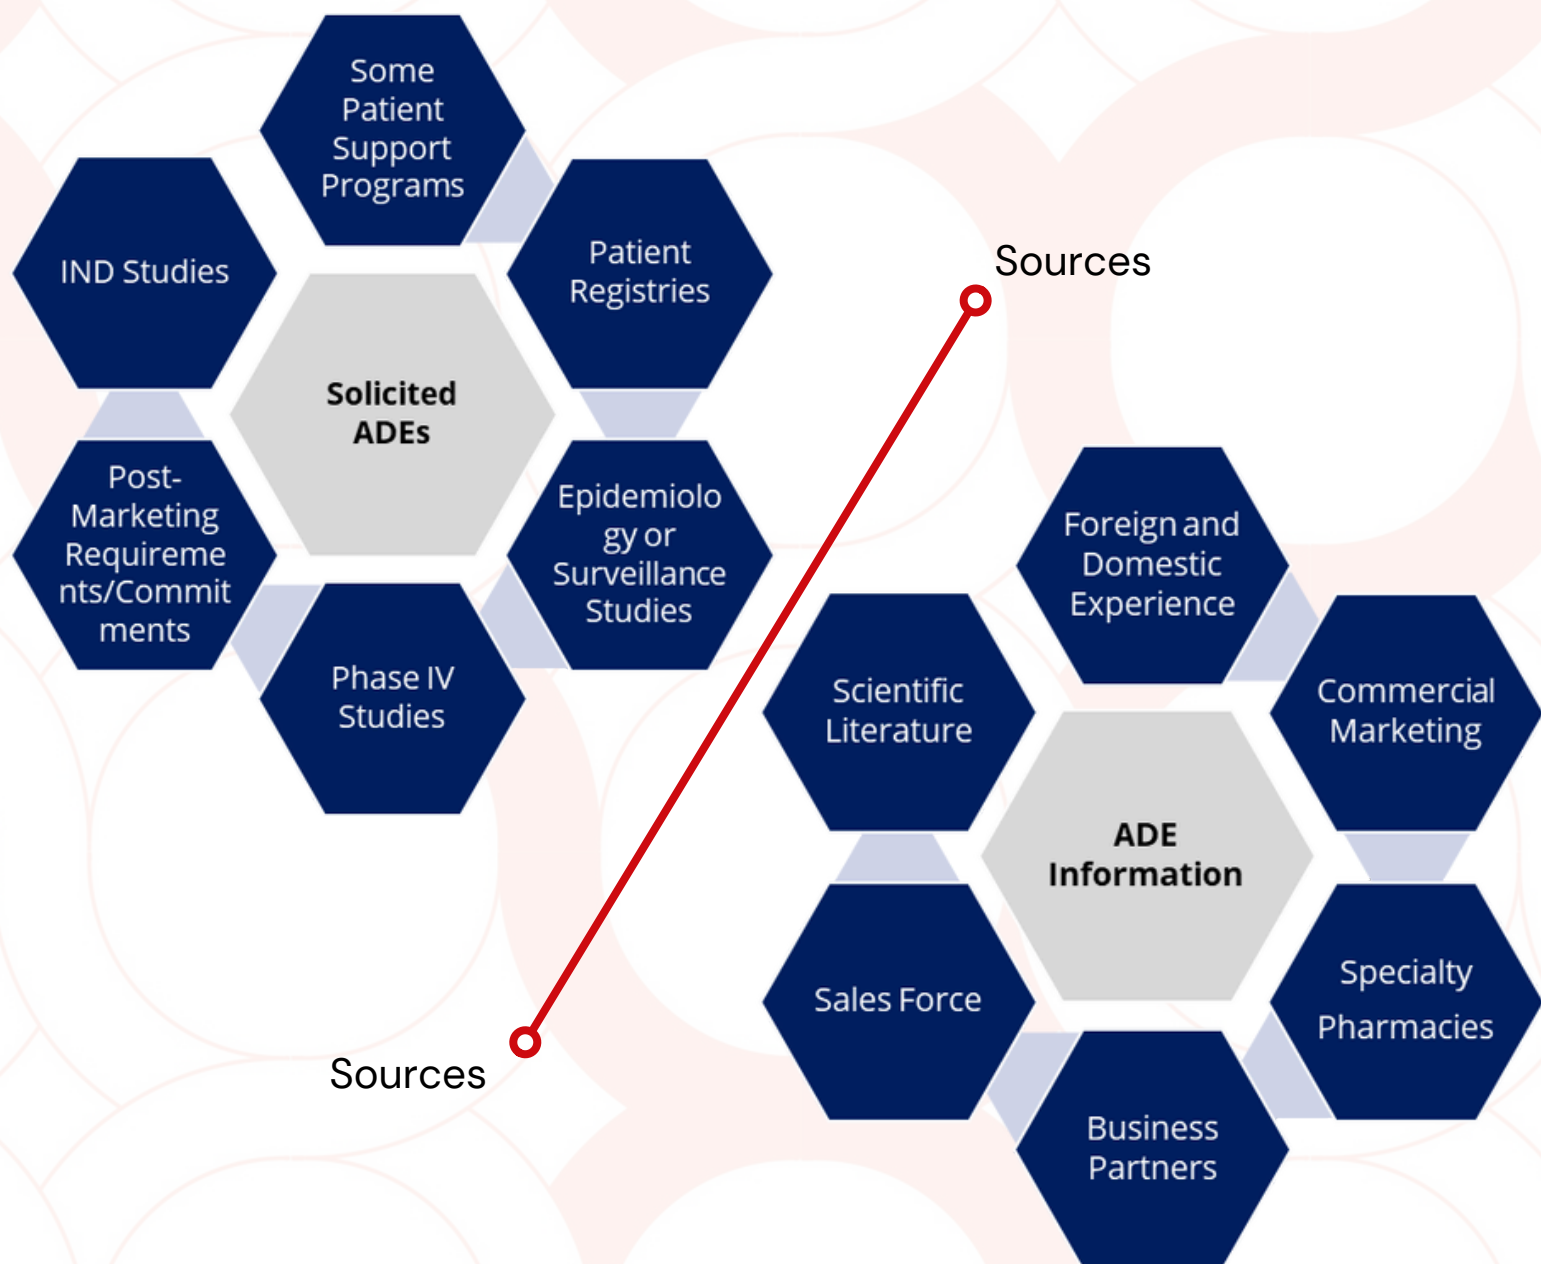 Some
Patient
Support
Programs
IND Studies
Patient
Registries
Solicited
ADEs
Post-
Marketing
Requireme
nts/Commit
ments
Epidemiolo
gy or
Surveillance
Studies
Phase IV
Studies
Sources
Sources
Foreign and
Domestic
Experience
Scientific
Literature
Commercial
Marketing
ADE
Information
Sales Force
Specialty
Pharmacies
Business
Partners